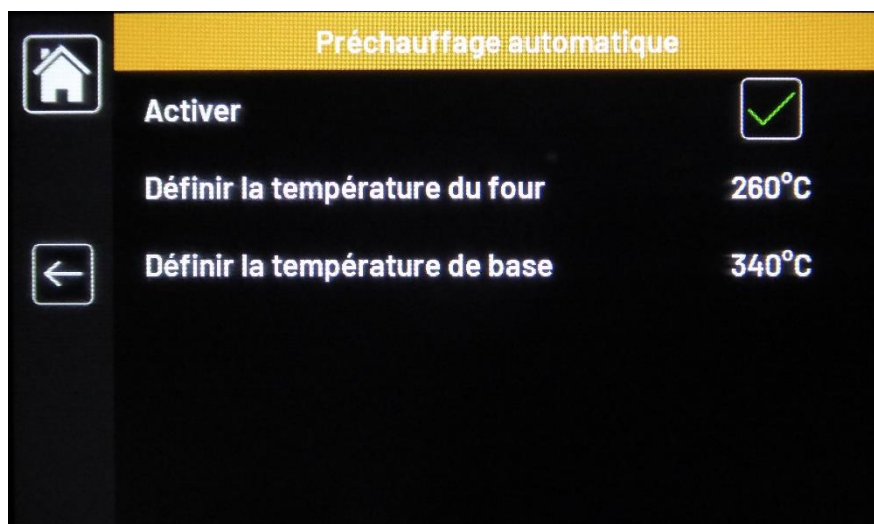 Préchauffage automatique
Activer
Définir la température du four 260°C
Définir la température de base 340°C